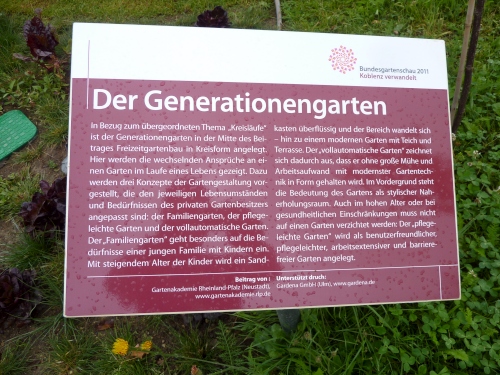 Bundesgartenschau 2011
Koblenz verwandelt
Der Generationengarten
In Bezug zum übergeordneten Thema „Kreisläufe"
ist der Generationengarten in der Mitte des Bei-
trages Freizeitgartenbau in Kreisform angelegt.
Hier werden die wechselnden Ansprüche an ei-
nen Garten im Laufe eines Lebens gezeigt. Dazu
werden drei Konzepte der Gartengestaltung vor-
gestellt, die den jeweiligen Lebensumständen
und Bedürfnissen des privaten Gartenbesitzers
angepasst sind: der Familiengarten, der pflege-
leichte Garten und der vollautomatische Garten.
Der „Familiengarten" geht besonders auf die Be-
dürfnisse einer jungen Familie mit Kindern ein.
Mit steigendem Alter der Kinder wird ein Sand-
kasten überflüssig und der Bereich wandelt sich
– hin zu einem modernen Garten mit Teich und
Terrasse. Der „vollautomatische Garten" zeichnet
sich dadurch aus, dass er ohne große Mühe und
Arbeitsaufwand mit modernster Gartentech-
nik in Form gehalten wird. Im Vordergrund steht
die Bedeutung des Gartens als stylischer Nah-
erholungsraum. Auch im hohen Alter oder bei
gesundheitlichen Einschränkungen muss nicht
auf einen Garten verzichtet werden: Der „pflege-
leichte Garten" wird als benutzerfreundlicher,
pflegeleichter, arbeitsextensiver und barriere-
freier Garten angelegt.
Beitrag von :
Gartenakademie Rheinland-Pfalz (Neustadt),
www.gartenakademie.rlp.de
Unterstützt druch:
Gardena GmbH (Ulm), www.gardena.de